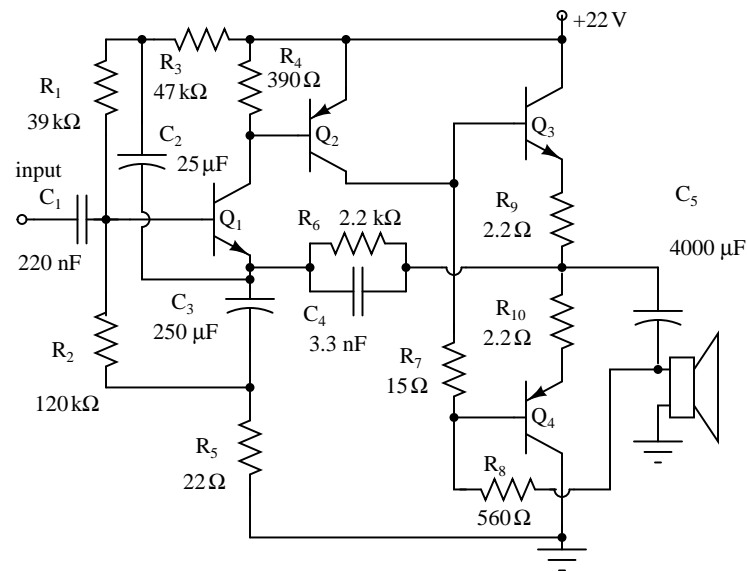 +22 V
R3
47 kΩ
R4
390 Ω
R1
39 kΩ
C2
25 μF
Q2
Q3
input
C1
220 nF
Q1
R6
2.2 kΩ
R9
2.2 Ω
C5
4000 μF
C3
250 μF
C4
3.3 nF
R10
2.2 Ω
R2
120 kΩ
R7
15 Ω
Q4
R5
22 Ω
R8
560 Ω